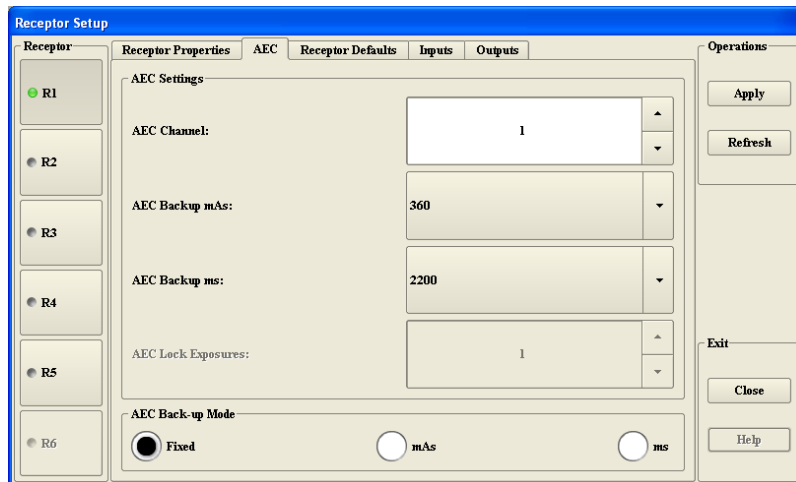 Receptor Setup
Receptor
R1
R2
R3
R4
R5
R6
Receptor Properties AEC Receptor Defaults Inputs Outputs
AEC Settings
AEC Channel: 1
AEC Backup mAs: 360
AEC Backup ms: 2200
AEC Lock Exposures: 1
AEC Back-up Mode
Fixed mAs ms
Operations
Apply
Refresh
Exit
Close
Help